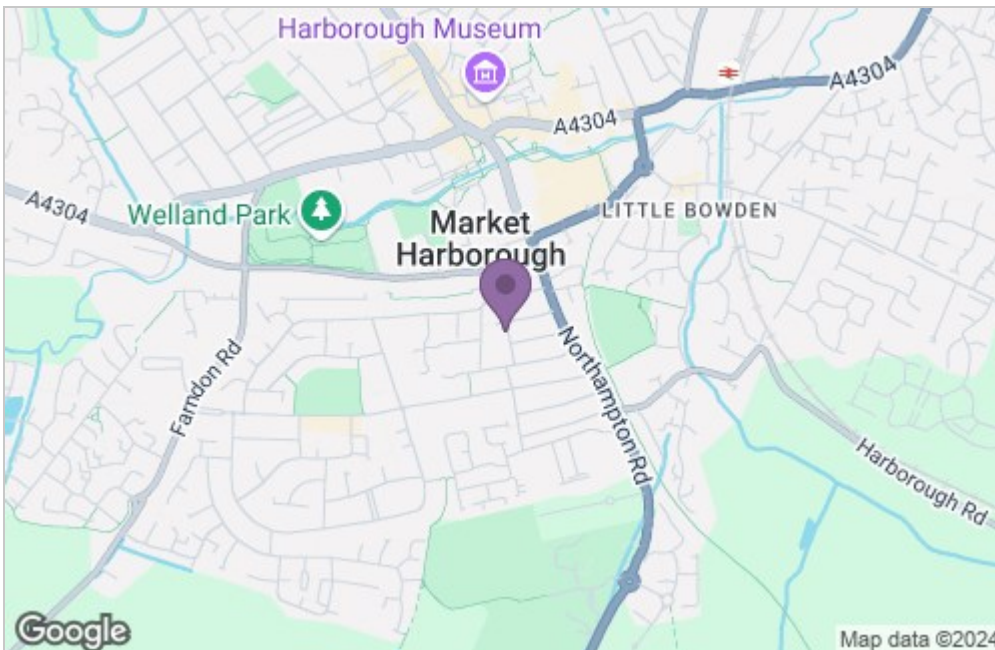 Harborough Museum
A4304
A4304
A4304
Welland Park
LITTLE BOWDEN
Market
Harborough
Farndon Rd
Northampton Rd
Harborough Rd
Google
Map data ©2024